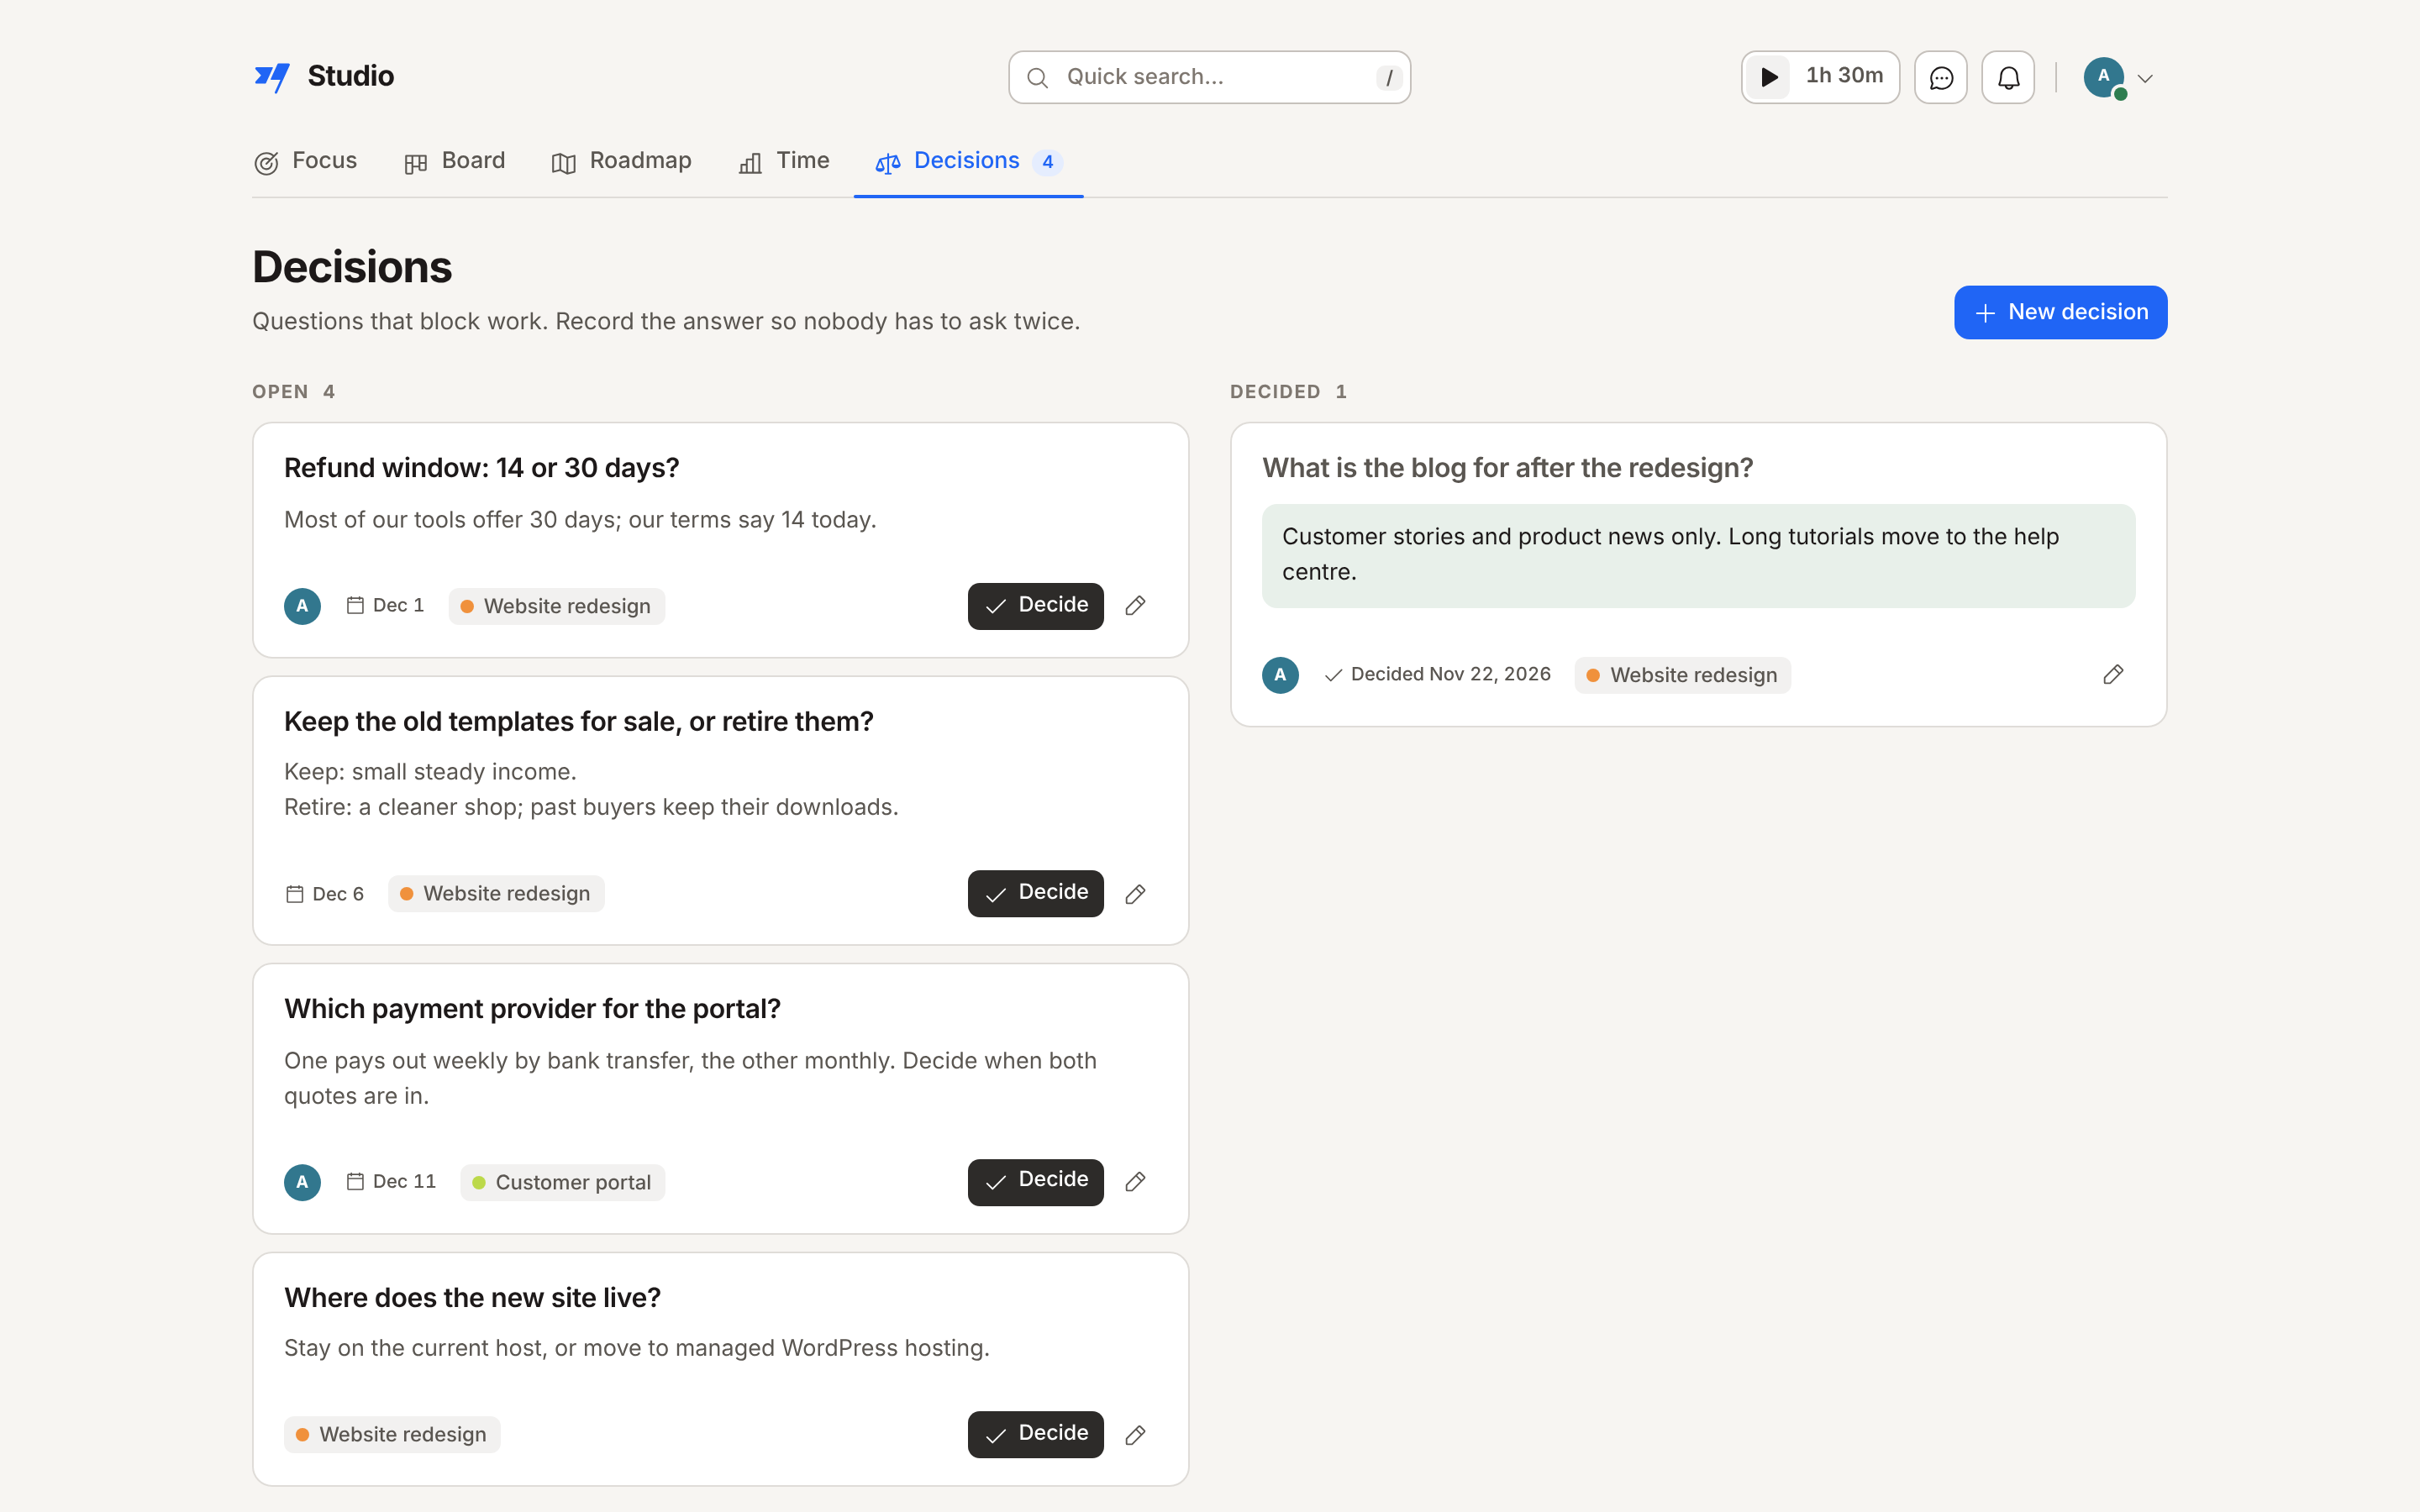 Studio
Quick search...
/
1h 30m
A
Focus
Board
Roadmap
Time
Decisions 4
Decisions
Questions that block work. Record the answer so nobody has to ask twice.
New decision
OPEN 4
Refund window: 14 or 30 days?
Most of our tools offer 30 days; our terms say 14 today.
A
Dec 1
Website redesign
Decide
Keep the old templates for sale, or retire them?
Keep: small steady income.
Retire: a cleaner shop; past buyers keep their downloads.
Dec 6
Website redesign
Decide
Which payment provider for the portal?
One pays out weekly by bank transfer, the other monthly. Decide when both
quotes are in.
A
Dec 11
Customer portal
Decide
Where does the new site live?
Stay on the current host, or move to managed WordPress hosting.
Website redesign
Decide
DECIDED 1
What is the blog for after the redesign?
Customer stories and product news only. Long tutorials move to the help
centre.
A
Decided Nov 22, 2026
Website redesign